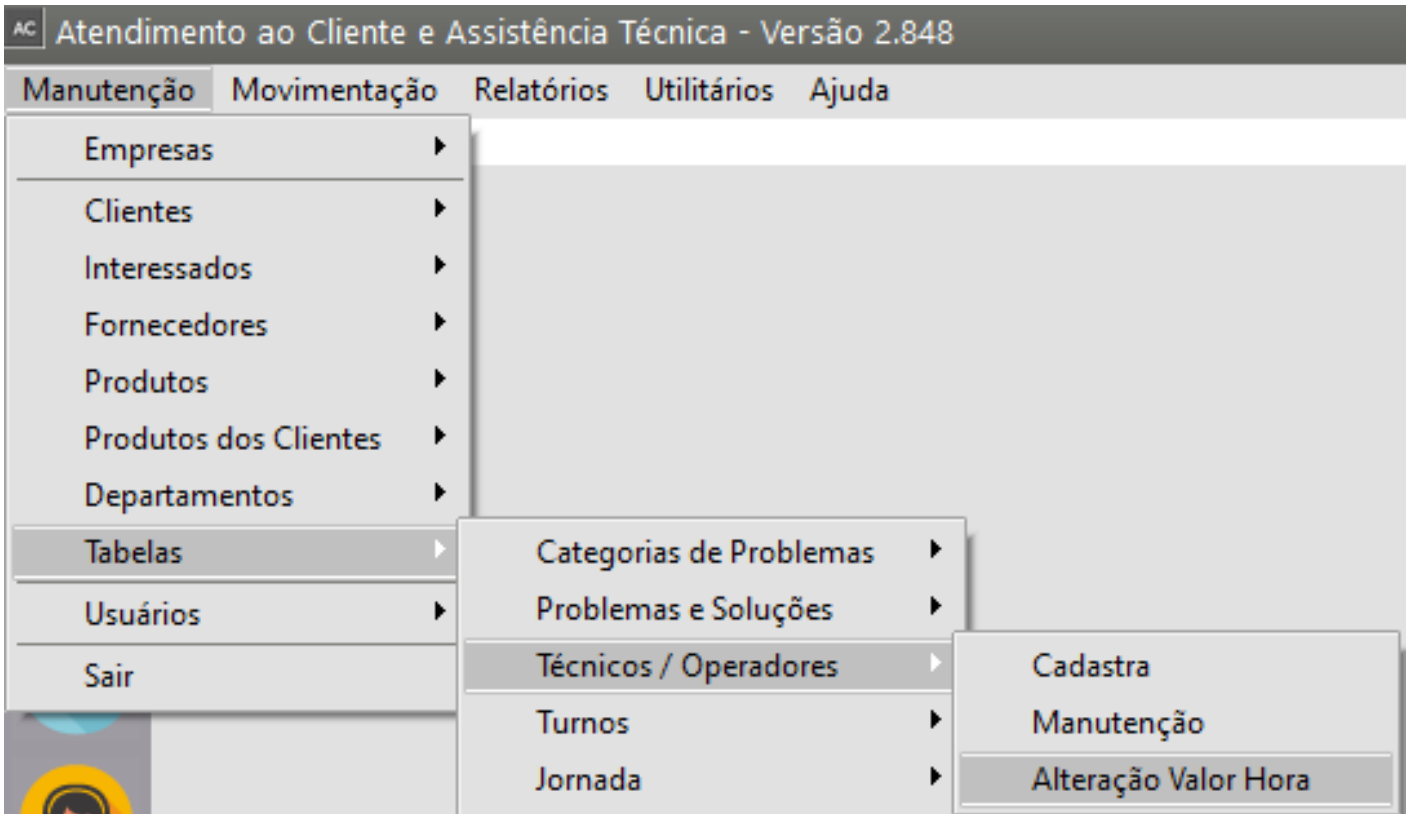 AC Atendimento ao Cliente e Assistência Técnica - Versão 2.848
Manutenção Movimentação Relatórios Utilitários Ajuda
Empresas
Clientes
Interessados
Fornecedores
Produtos
Produtos dos Clientes
Departamentos
Tabelas
Usuários
Sair
Categorias de Problemas
Problemas e Soluções
Técnicos / Operadores
Turnos
Jornada
Cadastra
Manutenção
Alteração Valor Hora